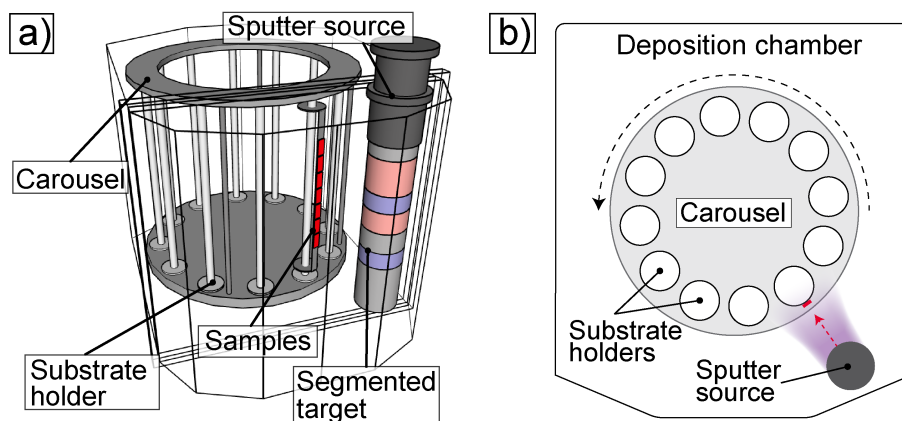 a)
Sputter source
Carousel
Substrate
holder
Samples
Segmented
target
b)
Deposition chamber
Carousel
Substrate
holders
Sputter
source